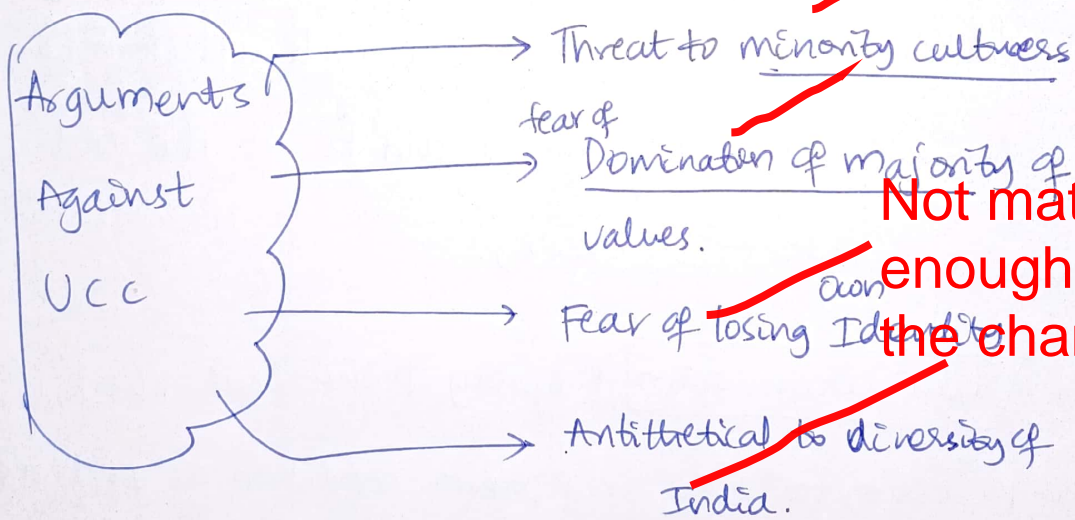 Arguments
Against
UCC
Threat to minority cultures
fear of
Domination of majority of
values.
own
Fear of losing Identity
Antithetical to diversity of
India.
Not mat
enough
the chan